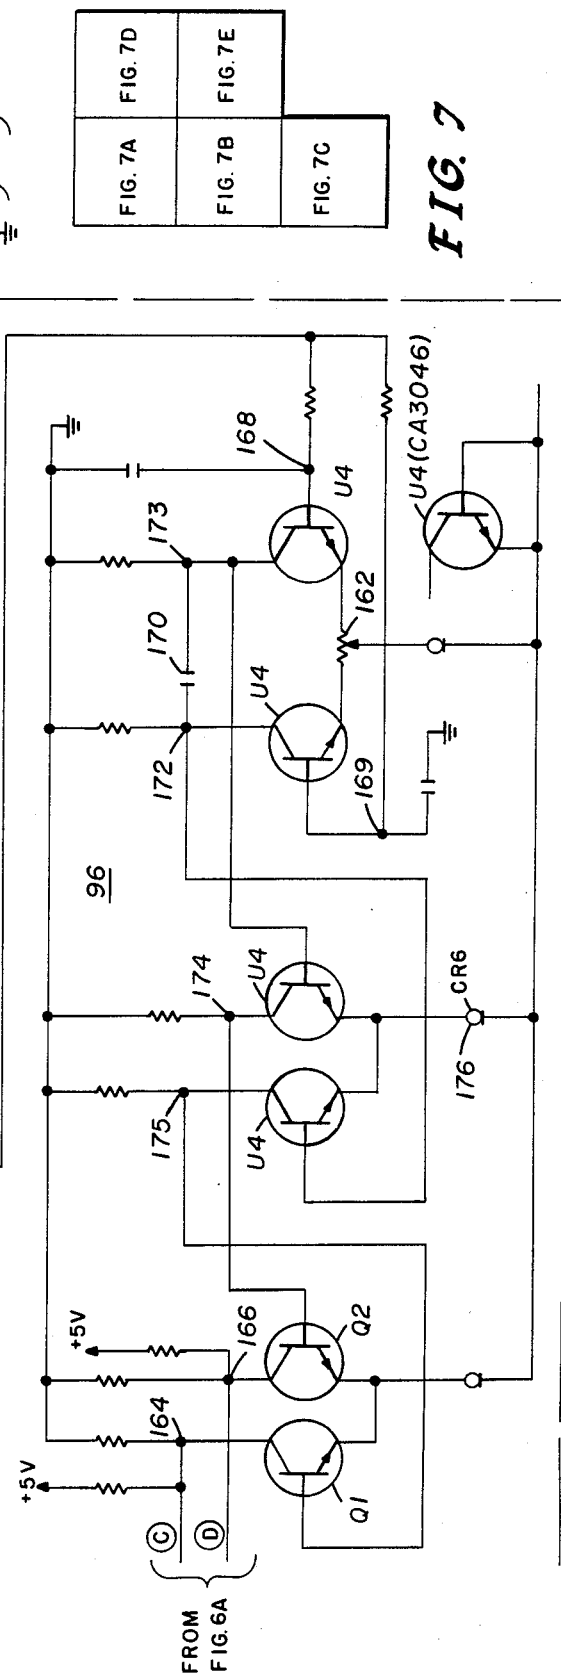 +5V
+5V
C
D
FROM
FIG. 6A
164
166
Q1
Q2
175
174
U4
U4
CR6
176
96
172
170
173
U4
162
169
168
U4
U4(CA3046)
FIG. 7A
FIG. 7D
FIG. 7B
FIG. 7E
FIG. 7C
FIG. 7